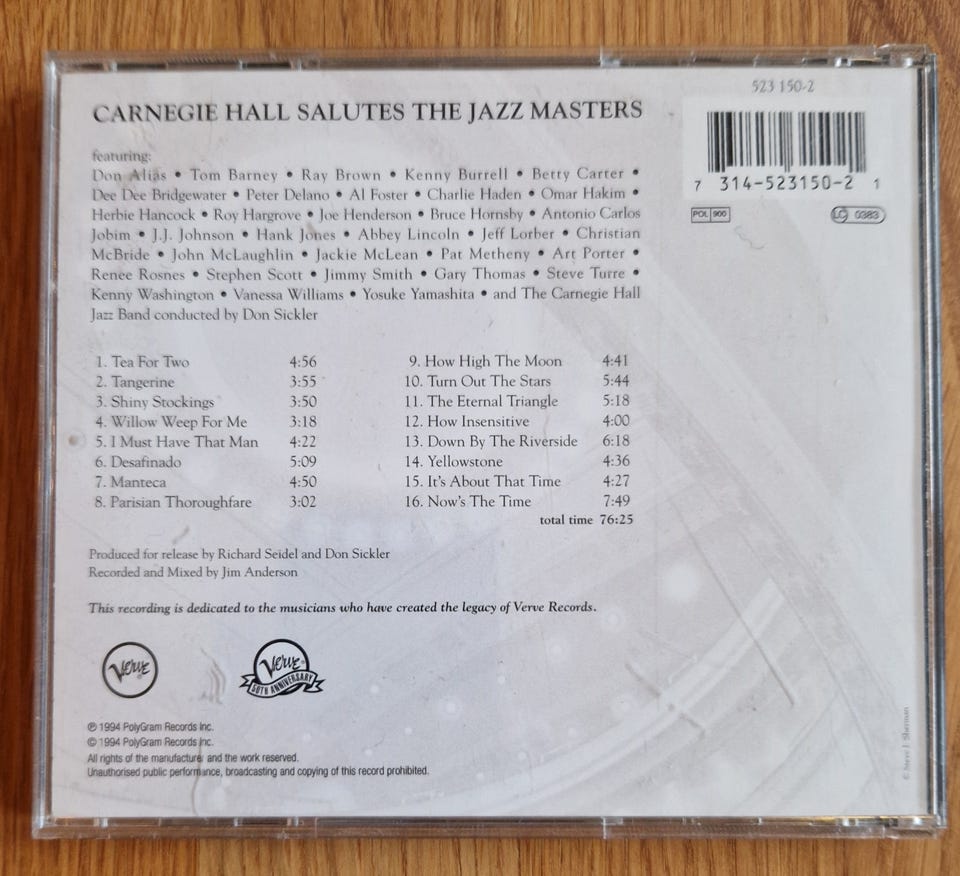 523 150-2
CARNEGIE HALL SALUTES THE JAZZ MASTERS
7 314-523150-2 1
POL 900
LC 0383
featuring:
Don Alias • Tom Barney • Ray Brown • Kenny Burrell • Betty Carter •
Dee Dee Bridgewater • Peter Delano • Al Foster • Charlie Haden • Omar Hakim •
Herbie Hancock • Roy Hargrove • Joe Henderson • Bruce Hornsby • Antonio Carlos
Jobim • J.J. Johnson • Hank Jones • Abbey Lincoln • Jeff Lorber • Christian
McBride • John McLaughlin • Jackie McLean • Pat Metheny • Art Porter •
Renee Rosnes • Stephen Scott • Jimmy Smith • Gary Thomas • Steve Turre •
Kenny Washington • Vanessa Williams • Yosuke Yamashita • and The Carnegie Hall
Jazz Band conducted by Don Sickler
1. Tea For Two 4:56
2. Tangerine 3:55
3. Shiny Stockings 3:50
4. Willow Weep For Me 3:18
5. I Must Have That Man 4:22
6. Desafinado 5:09
7. Manteca 4:50
8. Parisian Thoroughfare 3:02
9. How High The Moon 4:41
10. Turn Out The Stars 5:44
11. The Eternal Triangle 5:18
12. How Insensitive 4:00
13. Down By The Riverside 6:18
14. Yellowstone 4:36
15. It's About That Time 4:27
16. Now's The Time 7:49
total time 76:25
Produced for release by Richard Seidel and Don Sickler
Recorded and Mixed by Jim Anderson
This recording is dedicated to the musicians who have created the legacy of Verve Records.
Verve
Verve
50TH ANNIVERSARY
℗ 1994 PolyGram Records Inc.
© 1994 PolyGram Records Inc.
All rights of the manufacturer and the work reserved.
Unauthorised public performance, broadcasting and copying of this record prohibited.
© Steve J. Sherman